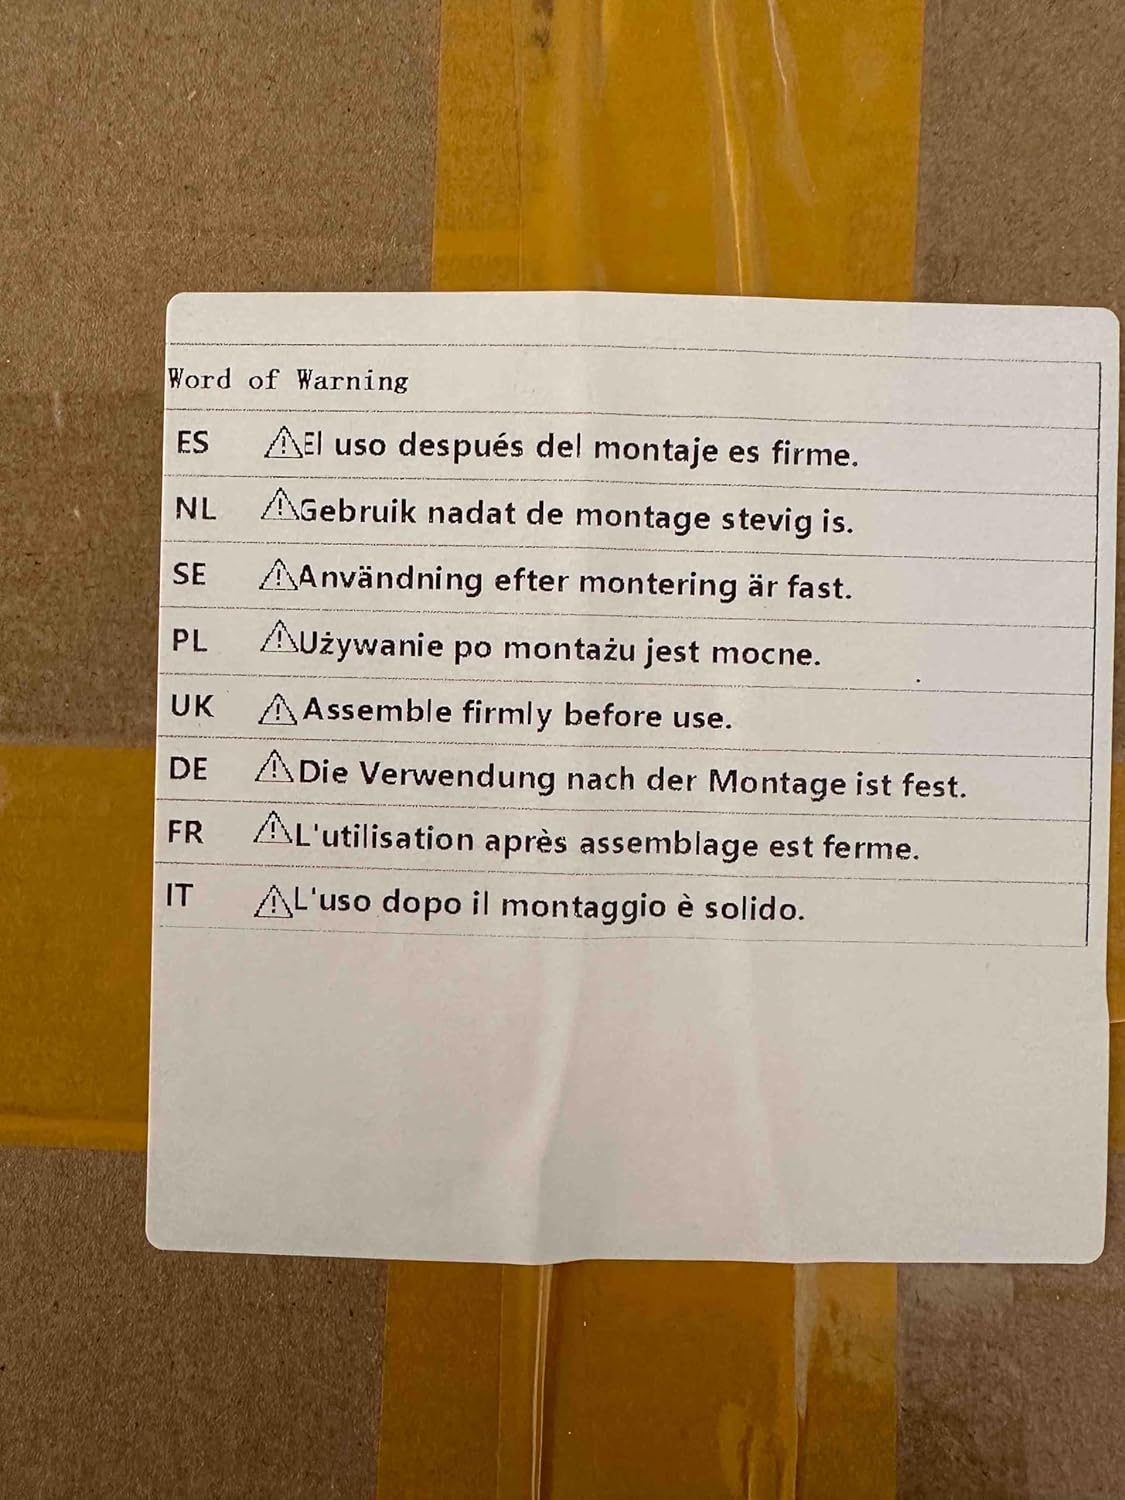 Word of Warning
ES ⚠El uso después del montaje es firme.
NL ⚠Gebruik nadat de montage stevig is.
SE ⚠Användning efter montering är fast.
PL ⚠Używanie po montażu jest mocne.
UK ⚠Assemble firmly before use.
DE ⚠Die Verwendung nach der Montage ist fest.
FR ⚠L'utilisation après assemblage est ferme.
IT ⚠L'uso dopo il montaggio è solido.